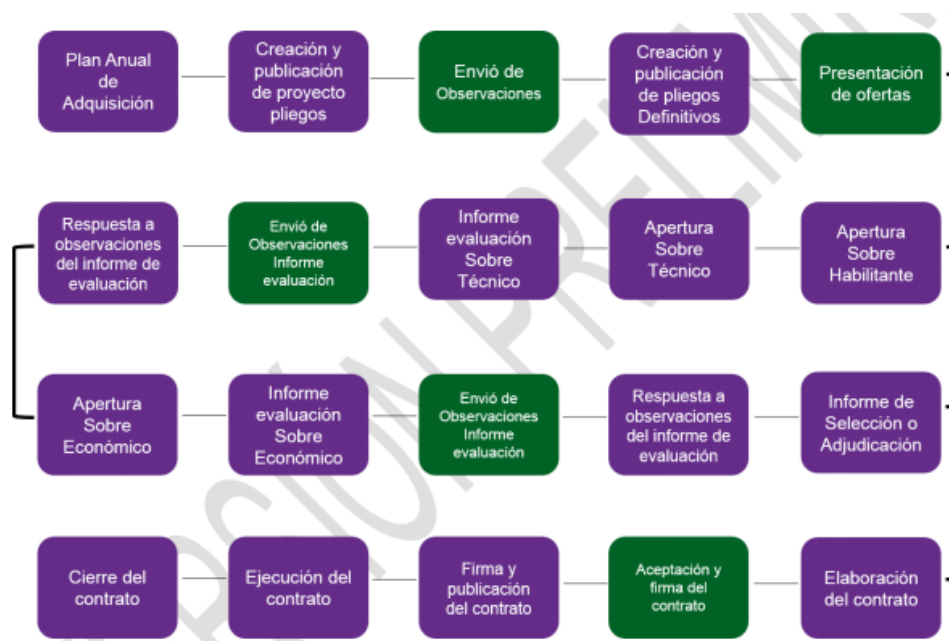 Plan Anual
de
Adquisición
Creación y
publicación
de proyecto
pliegos
Envió de
Observaciones
Creación y
publicación
de pliegos
Definitivos
Presentación
de ofertas
Respuesta a
observaciones
del informe de
evaluación
Envió de
Observaciones
Informe
evaluación
Informe
evaluación
Sobre
Técnico
Apertura
Sobre
Técnico
Apertura
Sobre
Habilitante
Apertura
Sobre
Económico
Informe
evaluación
Sobre
Económico
Envió de
Observaciones
Informe
evaluación
Respuesta a
observaciones
del informe de
evaluación
Informe de
Selección o
Adjudicación
Cierre del
contrato
Ejecución del
contrato
Firma y
publicación
del contrato
Aceptación y
firma del
contrato
Elaboración
del contrato